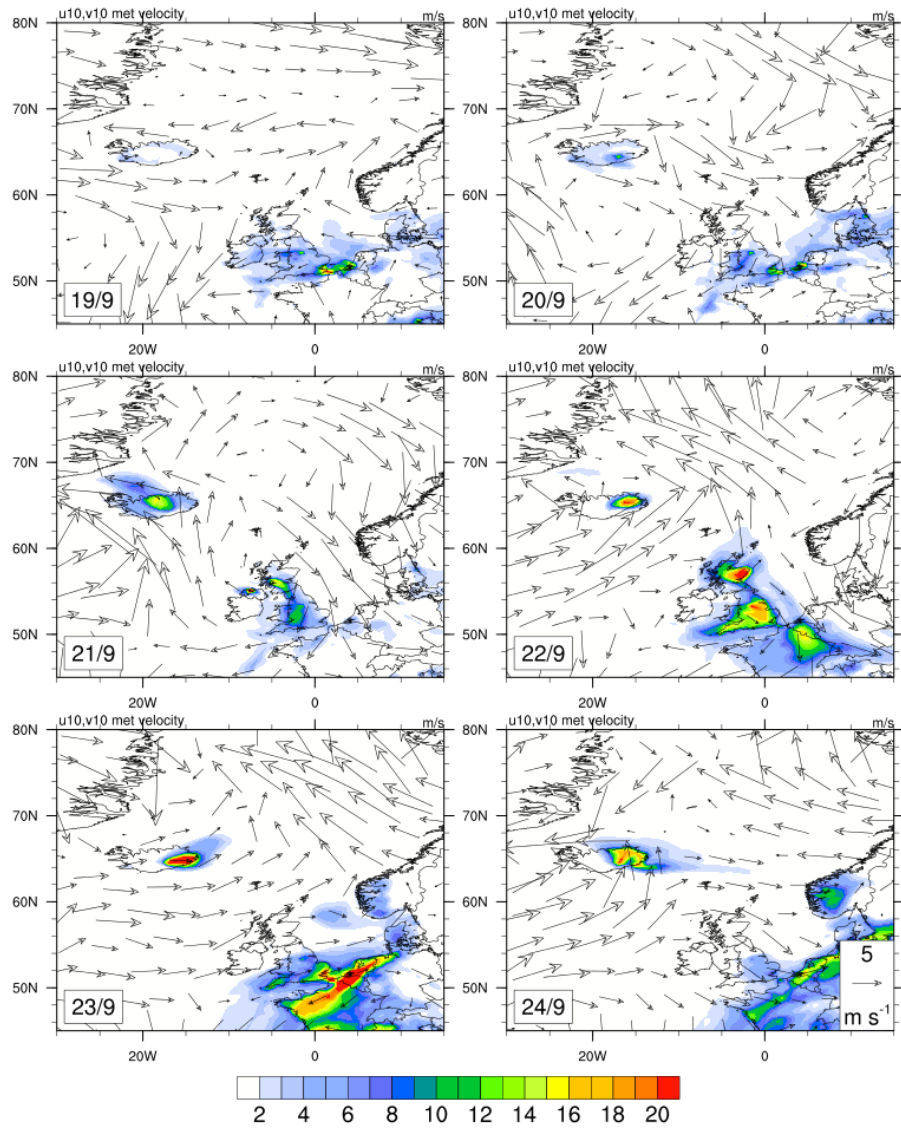 u10,v10 met velocity m/s u10,v10 met velocity m/s
80N 80N
70N 70N
60N 60N
50N 50N
19/9 20/9
20W 0 20W 0
u10,v10 met velocity m/s u10,v10 met velocity m/s
80N 80N
70N 70N
60N 60N
50N 50N
21/9 22/9
20W 0 20W 0
u10,v10 met velocity m/s u10,v10 met velocity m/s
80N 80N
70N 70N
60N 60N
50N 50N
5
m s-1
23/9 24/9
20W 0 20W 0
2 4 6 8 10 12 14 16 18 20